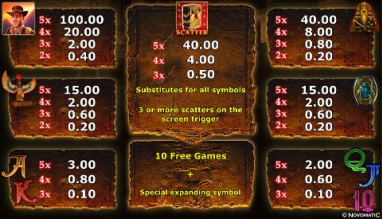 5x 100.00
4x 20.00
3x 2.00
2x 0.40
SCATTER
5x 40.00
4x 4.00
3x 0.50
5x 40.00
4x 8.00
3x 0.80
2x 0.20
5x 15.00
4x 2.00
3x 0.60
2x 0.20
Substitutes for all symbols
3 or more scatters on the
screen trigger
5x 15.00
4x 2.00
3x 0.60
2x 0.20
A
K
5x 3.00
4x 0.80
3x 0.10
10 Free Games
+
Special expanding symbol
5x 2.00
4x 0.60
3x 0.10
Q
J
10
© NOVOMATIC